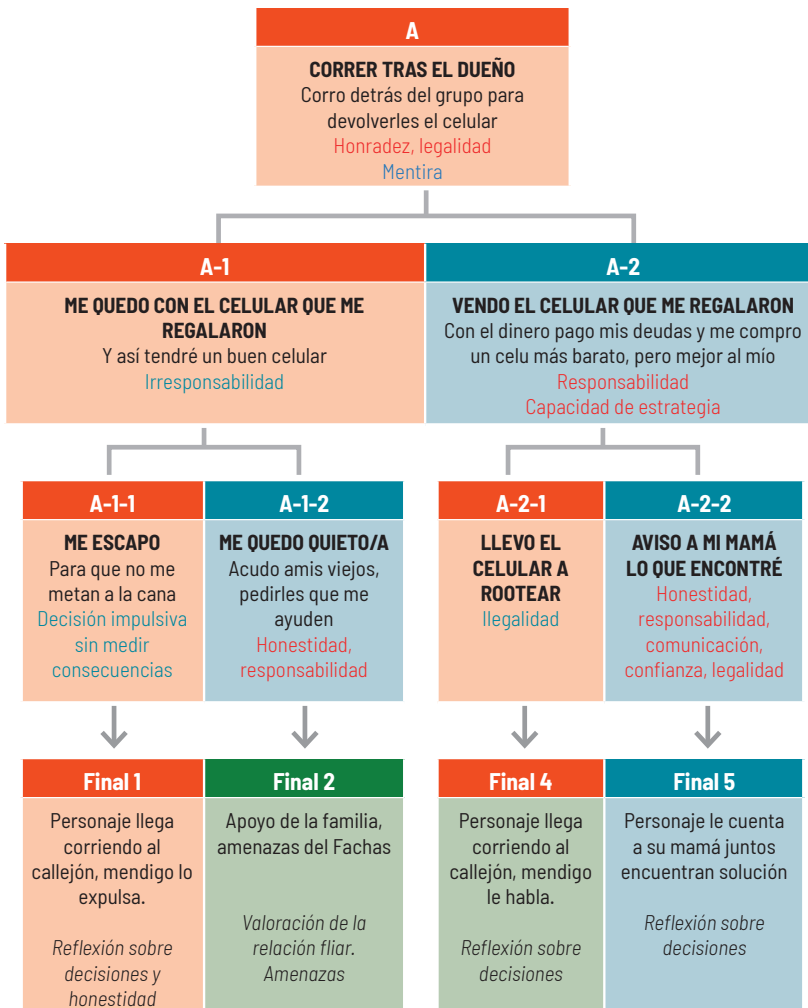 A
CORRER TRAS EL DUEÑO
Corro detrás del grupo para
devolverles el celular
Honradez, legalidad
Mentira
A-1
ME QUEDO CON EL CELULAR QUE ME
REGALARON
Y así tendré un buen celular
Irresponsabilidad
A-2
VENDO EL CELULAR QUE ME REGALARON
Con el dinero pago mis deudas y me compro
un celu más barato, pero mejor al mío
Responsabilidad
Capacidad de estrategia
A-1-1
ME ESCAPO
Para que no me
metan a la cana
Decisión impulsiva
sin medir
consecuencias
A-1-2
ME QUEDO QUIETO/A
Acudo amis viejos,
pedirles que me
ayuden
Honestidad,
responsabilidad
A-2-1
LLEVO EL
CELULAR A
ROOTEAR
Ilegalidad
A-2-2
AVISO A MI MAMÁ
LO QUE ENCONTRÉ
Honestidad,
responsabilidad,
comunicación,
confianza, legalidad
Final 1
Personaje llega
corriendo al
callejón, mendigo lo
expulsa.
Reflexión sobre
decisiones y
honestidad
Final 2
Apoyo de la familia,
amenazas del Fachas
Valoración de la
relación fliar.
Amenazas
Final 4
Personaje llega
corriendo al
callejón, mendigo
le habla.
Reflexión sobre
decisiones
Final 5
Personaje le cuenta
a su mamá juntos
encuentran solución
Reflexión sobre
decisiones